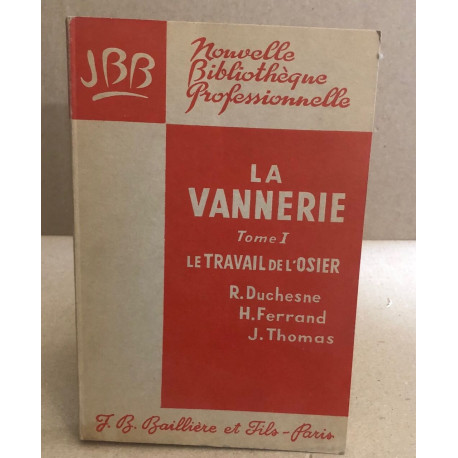 JBB
Nouvelle
Bibliothèque
Professionnelle
LA
VANNERIE
Tome I
LE TRAVAIL DE L'OSIER
R. Duchesne
H. Ferrand
J. Thomas
J. B. Baillière et Fils - Paris